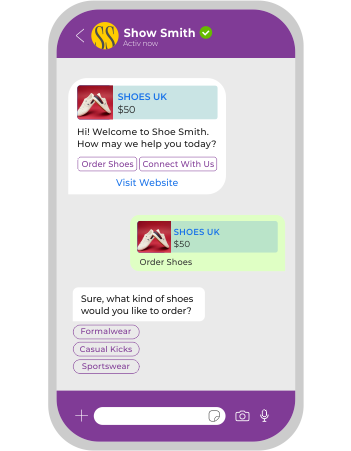 SS
Show Smith
Activ now
SHOES UK
$50
Hi! Welcome to Shoe Smith.
How may we help you today?
Order Shoes
Connect With Us
Visit Website
SHOES UK
$50
Order Shoes
Sure, what kind of shoes
would you like to order?
Formalwear
Casual Kicks
Sportswear